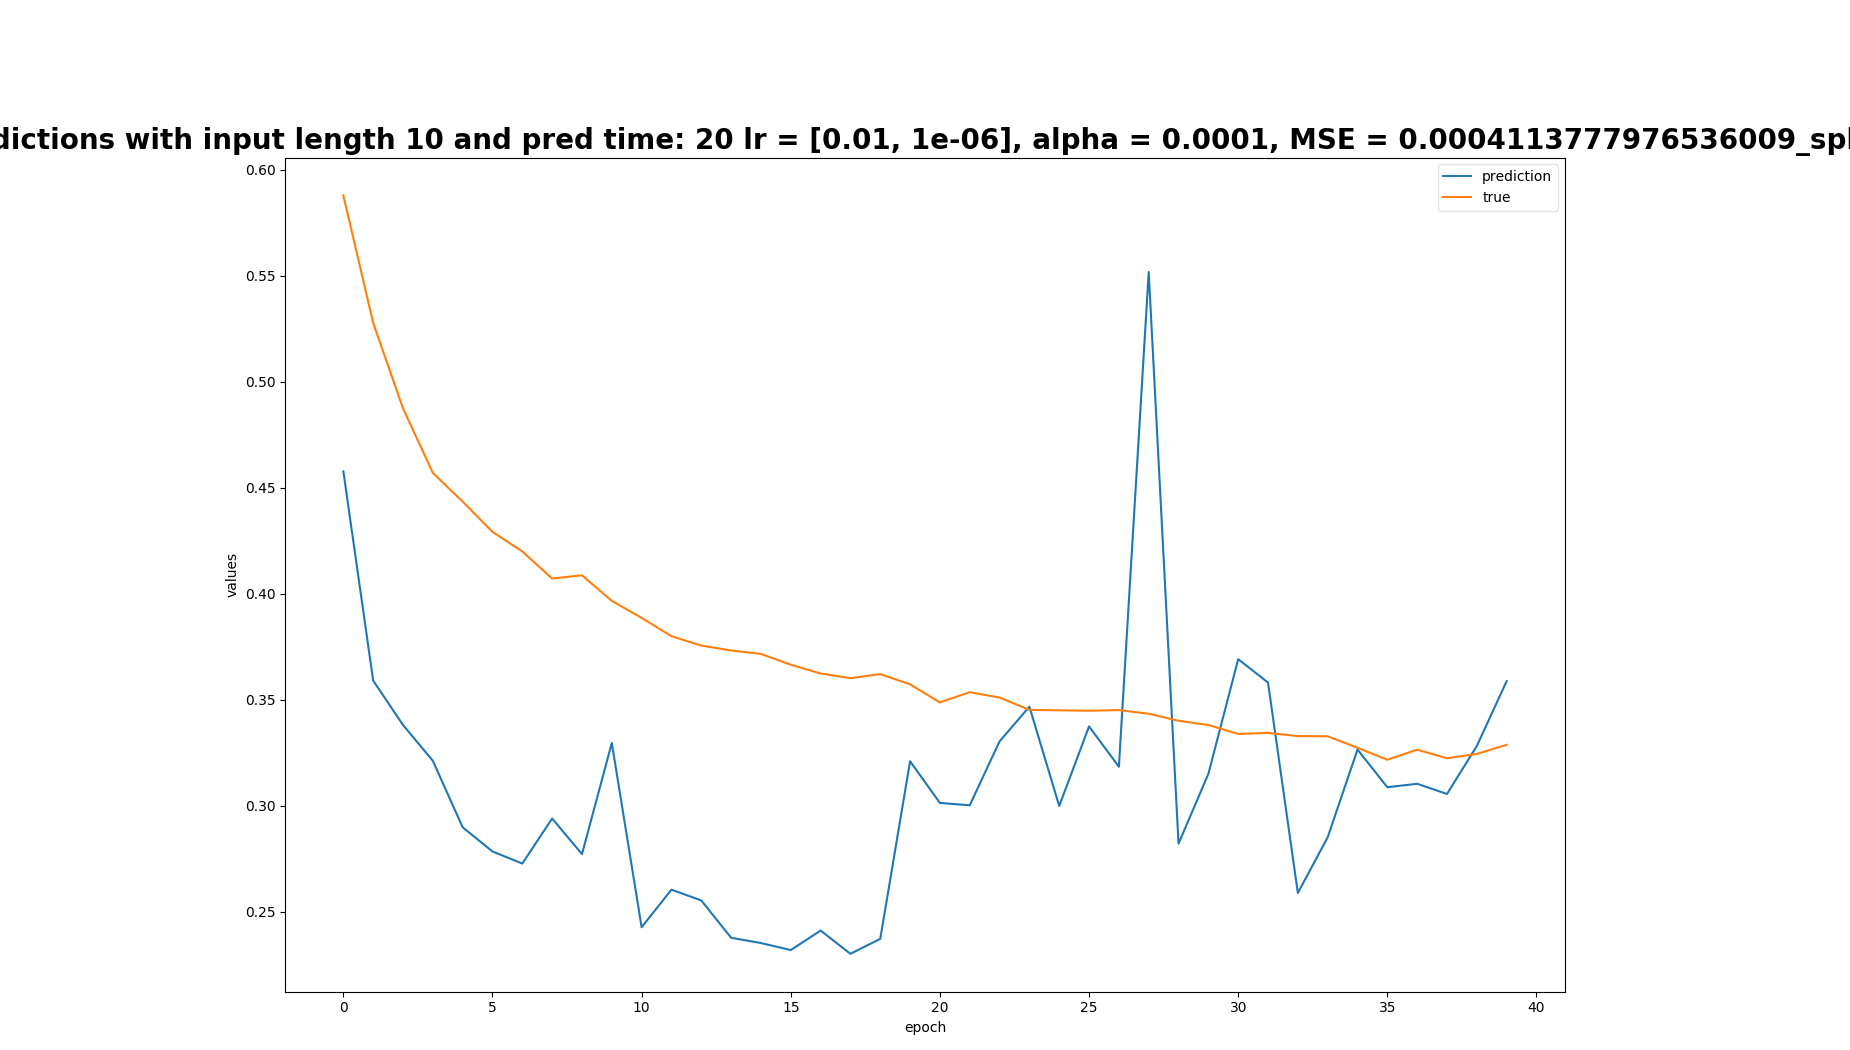 dictions with input length 10 and pred time: 20 lr = [0.01, 1e-06], alpha = 0.0001, MSE = 0.0004113777976536009_spl
prediction
true
0.60
0.55
0.50
0.45
0.40
0.35
0.30
0.25
values
0 5 10 15 20 25 30 35 40
epoch